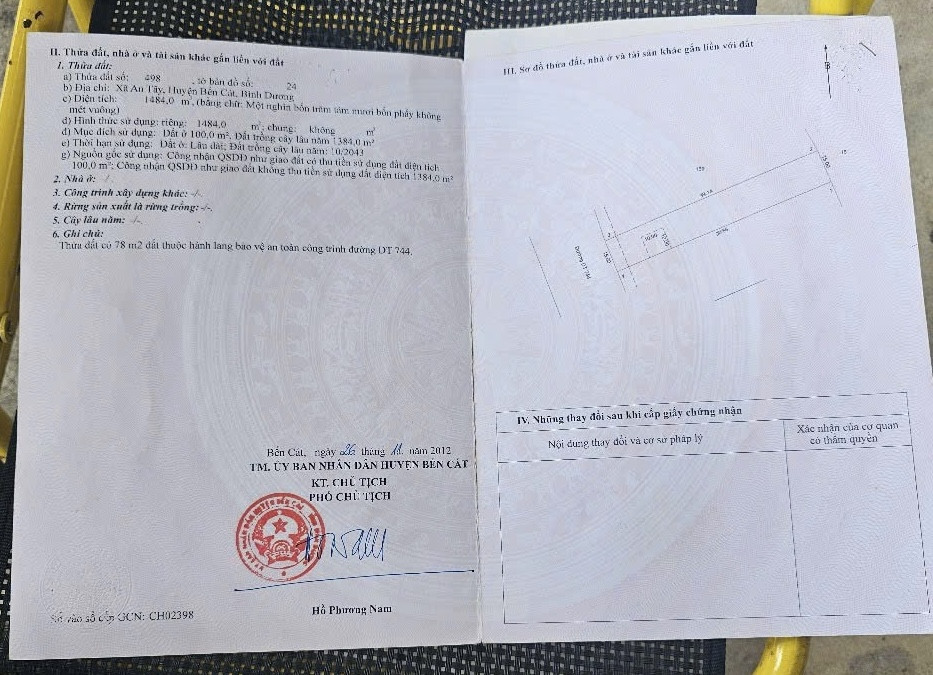 II. Thửa đất, nhà ở và tài sản khác gắn liền với đất
1. Thửa đất:
a) Thửa đất số: 498 , tờ bản đồ số: 24
b) Địa chỉ: Xã An Tây, Huyện Bến Cát, Bình Dương
c) Diện tích: 1484,0 m², (bằng chữ: Một nghìn bốn trăm tám mươi bốn phẩy không
mét vuông)
d) Hình thức sử dụng: riêng: 1484,0 m²; chung: không m²
đ) Mục đích sử dụng: Đất ở 100,0 m², Đất trồng cây lâu năm 1384,0 m²
e) Thời hạn sử dụng: Đất ở: Lâu dài; Đất trồng cây lâu năm: 10/2043
g) Nguồn gốc sử dụng: Công nhận QSDĐ như giao đất có thu tiền sử dụng đất diện tích
100,0 m²; Công nhận QSDĐ như giao đất không thu tiền sử dụng đất diện tích 1384,0 m²
2. Nhà ở: -/-
3. Công trình xây dựng khác: -/-
4. Rừng sản xuất là rừng trồng: -/-.
5. Cây lâu năm: -/-
6. Ghi chú:
Thửa đất có 78 m2 đất thuộc hành lang bảo vệ an toàn công trình đường ĐT 744.
Bến Cát, ngày 26 tháng 11 năm 2012
TM. ỦY BAN NHÂN DÂN HUYỆN BẾN CÁT
KT. CHỦ TỊCH
PHÓ CHỦ TỊCH
Hồ Phương Nam
Số vào sổ cấp GCN: CH02398
III. Sơ đồ thửa đất, nhà ở và tài sản khác gắn liền với đất
B
Đường ĐT 744
IV. Những thay đổi sau khi cấp giấy chứng nhận
Nội dung thay đổi và cơ sở pháp lý
Xác nhận của cơ quan
có thẩm quyền